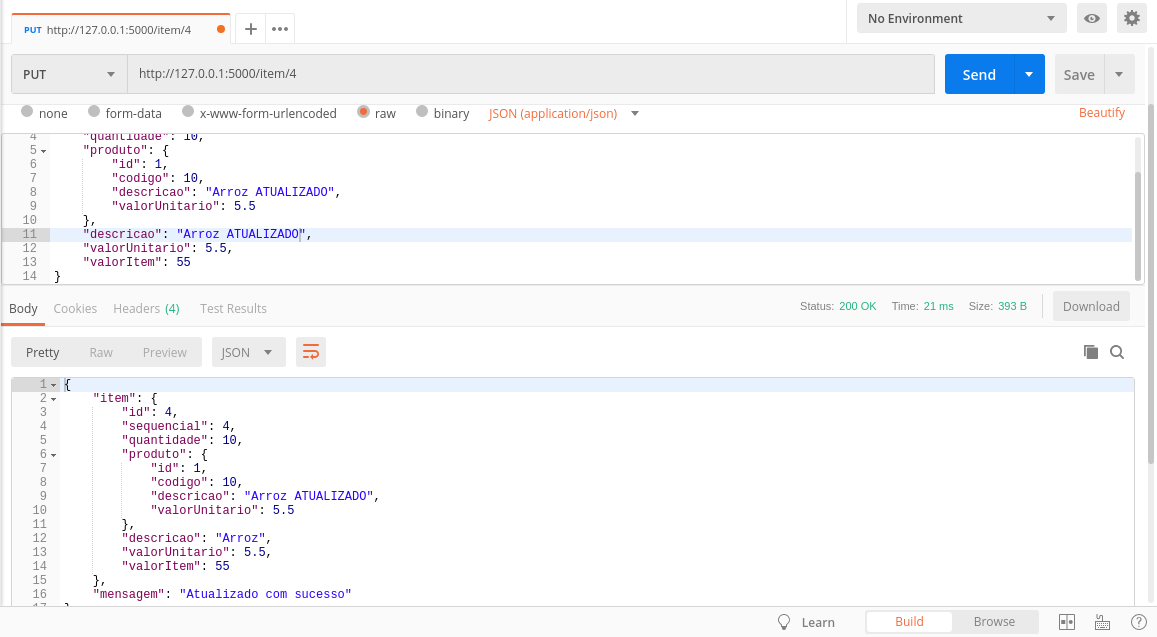 PUT http://127.0.0.1:5000/item/4
No Environment
PUT http://127.0.0.1:5000/item/4 Send Save
none form-data x-www-form-urlencoded raw binary JSON (application/json) Beautify
4 "quantidade": 10,
5 "produto": {
6 "id": 1,
7 "codigo": 10,
8 "descricao": "Arroz ATUALIZADO",
9 "valorUnitario": 5.5
10 },
11 "descricao": "Arroz ATUALIZADO",
12 "valorUnitario": 5.5,
13 "valorItem": 55
14 }
Body Cookies Headers (4) Test Results Status: 200 OK Time: 21 ms Size: 393 B Download
Pretty Raw Preview JSON
1 {
2 "item": {
3 "id": 4,
4 "sequencial": 4,
5 "quantidade": 10,
6 "produto": {
7 "id": 1,
8 "codigo": 10,
9 "descricao": "Arroz ATUALIZADO",
10 "valorUnitario": 5.5
11 },
12 "descricao": "Arroz",
13 "valorUnitario": 5.5,
14 "valorItem": 55
15 },
16 "mensagem": "Atualizado com sucesso"
17 }
Learn Build Browse